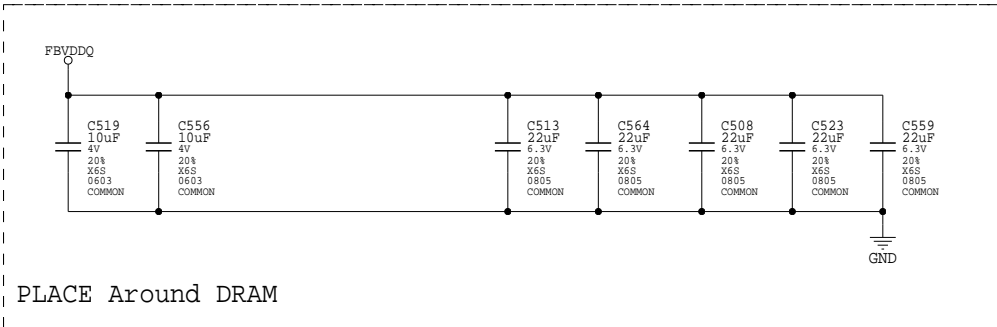 FBVDDQ
C519
10uF
4V
20%
X6S
0603
COMMON
C556
10uF
4V
20%
X6S
0603
COMMON
C513
22uF
6.3V
20%
X6S
0805
COMMON
C564
22uF
6.3V
20%
X6S
0805
COMMON
C508
22uF
6.3V
20%
X6S
0805
COMMON
C523
22uF
6.3V
20%
X6S
0805
COMMON
C559
22uF
6.3V
20%
X6S
0805
COMMON
GND
PLACE Around DRAM